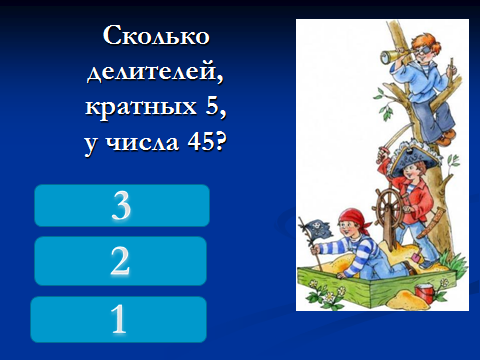 Сколько
делителей,
кратных 5,
у числа 45?
3
2
1